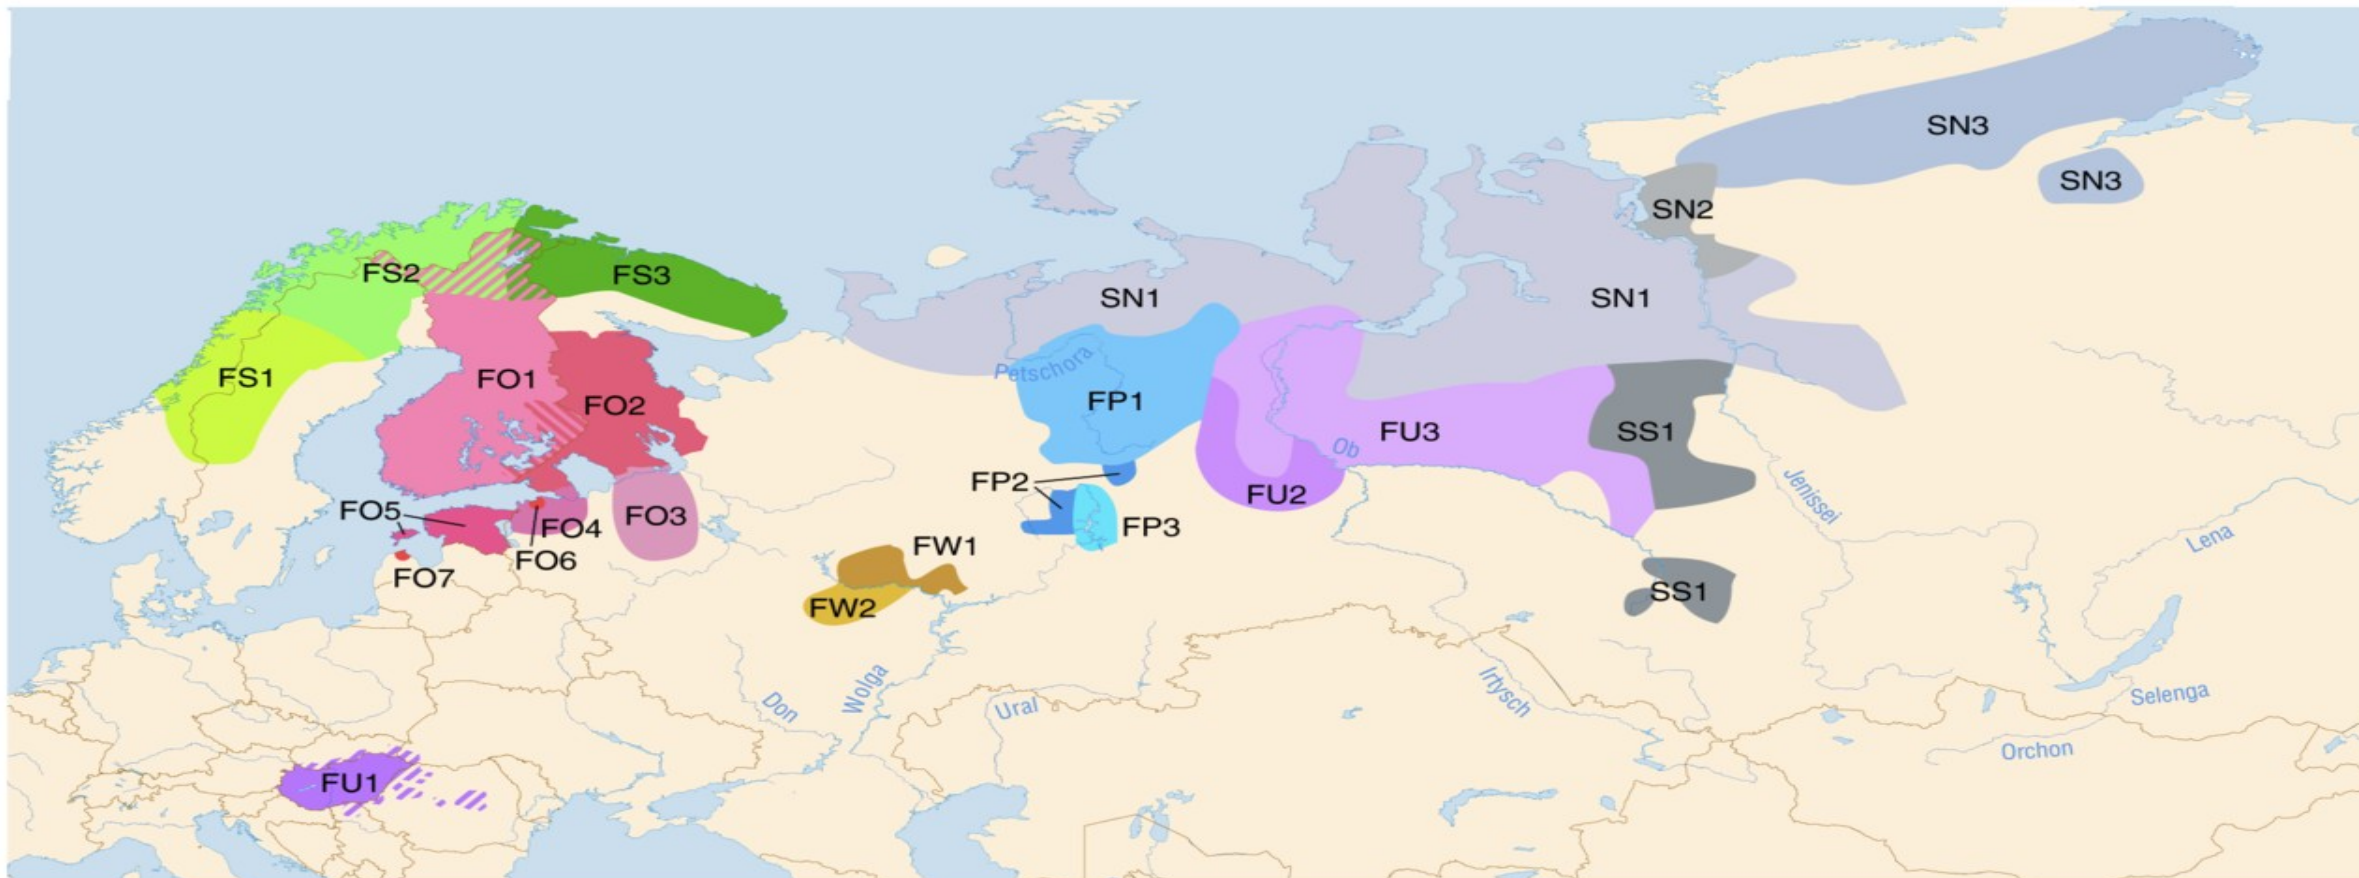 SN3
SN3
SN2
FS2
FS3
SN1
SN1
FS1
FO1
Petschora
FP1
FO2
FU3
SS1
Ob
FP2
FU2
Jenissei
FO5
FO4
FO3
FP3
FO6
FW1
Lena
FO7
FW2
SS1
Don
Wolga
Ural
Irtysch
Selenga
Orchon
FU1